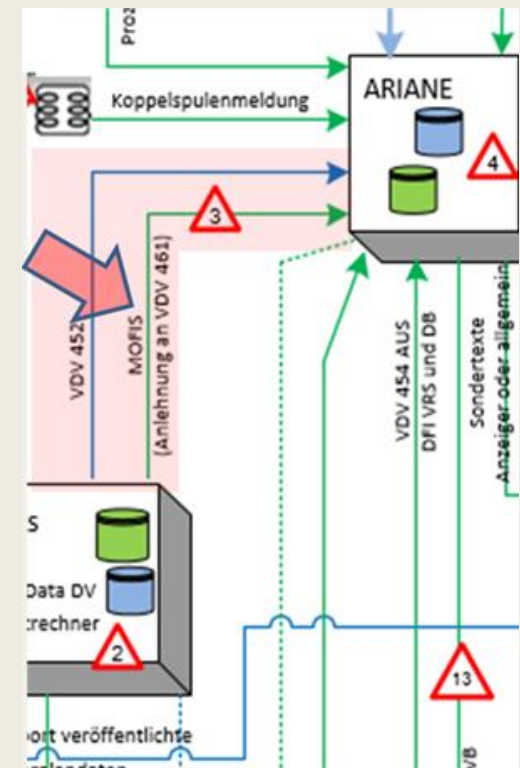 Proz
Koppelspulenmeldung
ARIANE
4
3
VDV 452
MOFIS
(Anlehnung an VDV 461)
VDV 454 AUS
DFI VRS und DB
Sondertexte
Anzeiger oder allgemein
S
Data DV
trechner
2
13
port veröffentlichte
VB